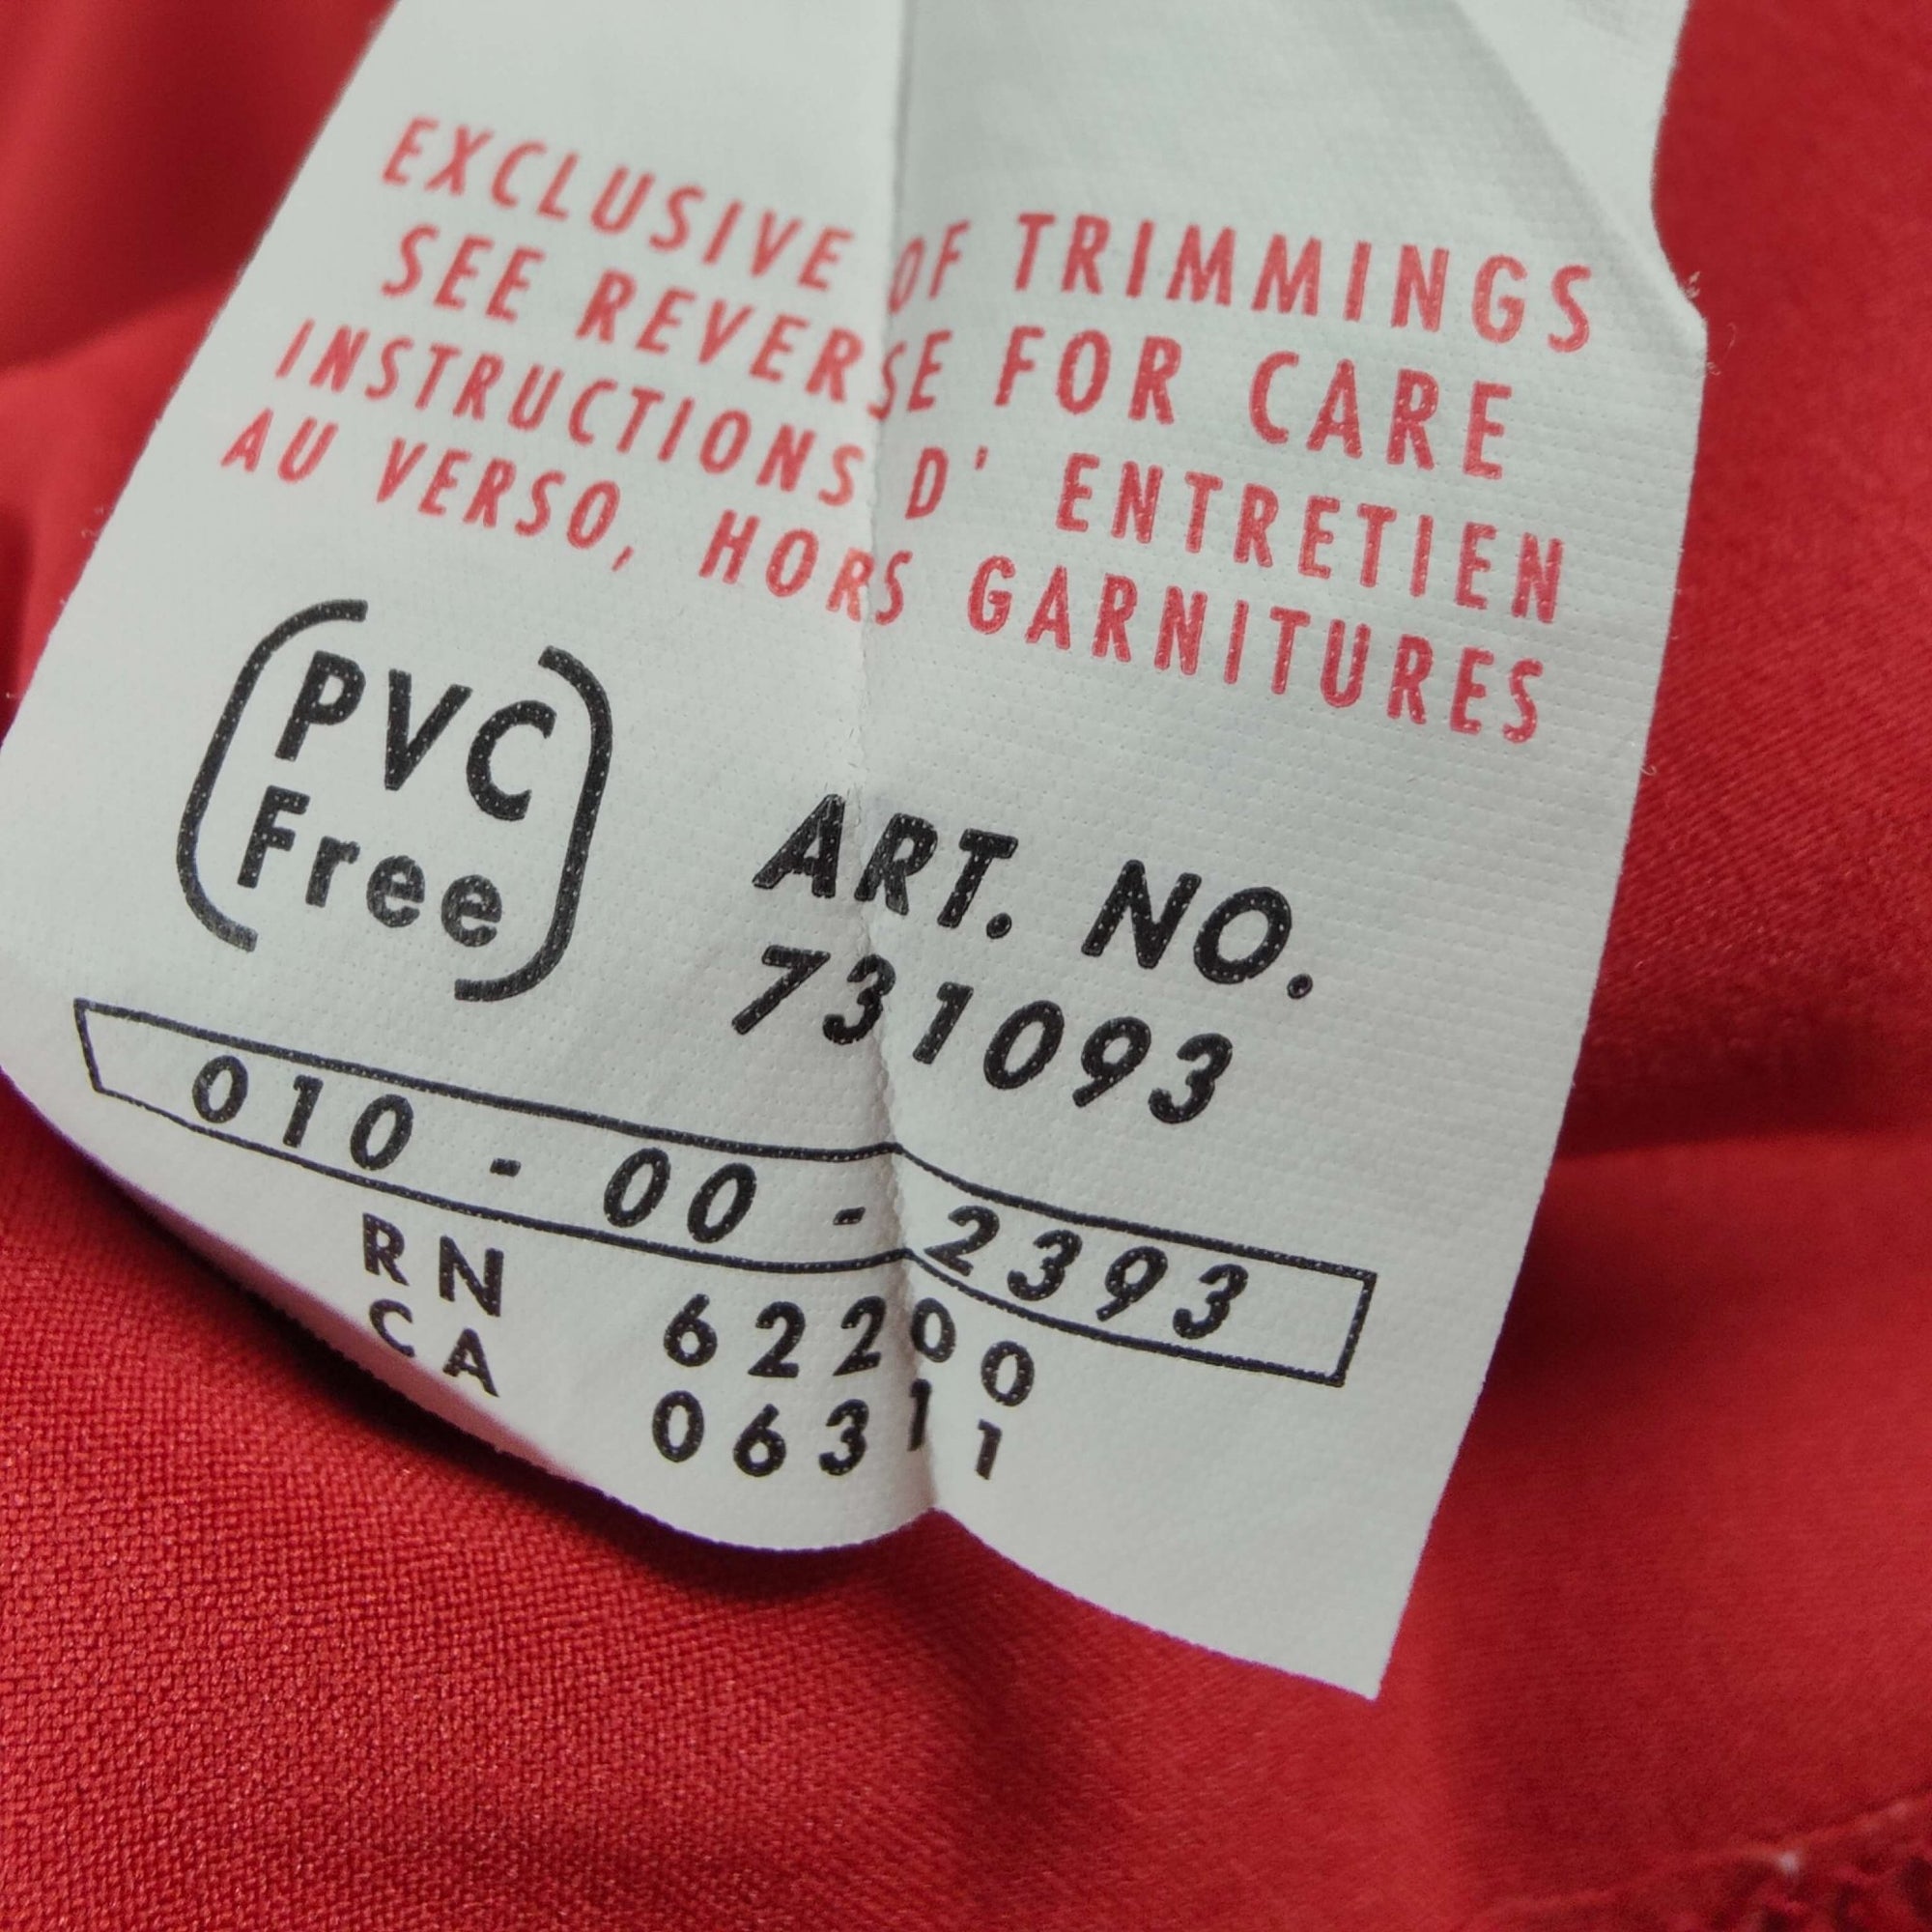 EXCLUSIVE OF TRIMMINGS
SEE REVERSE FOR CARE
INSTRUCTIONS D' ENTRETIEN
AU VERSO, HORS GARNITURES
PVC
Free
ART. NO.
731093
010 - 00 - 2393
RN 62200
CA 06311